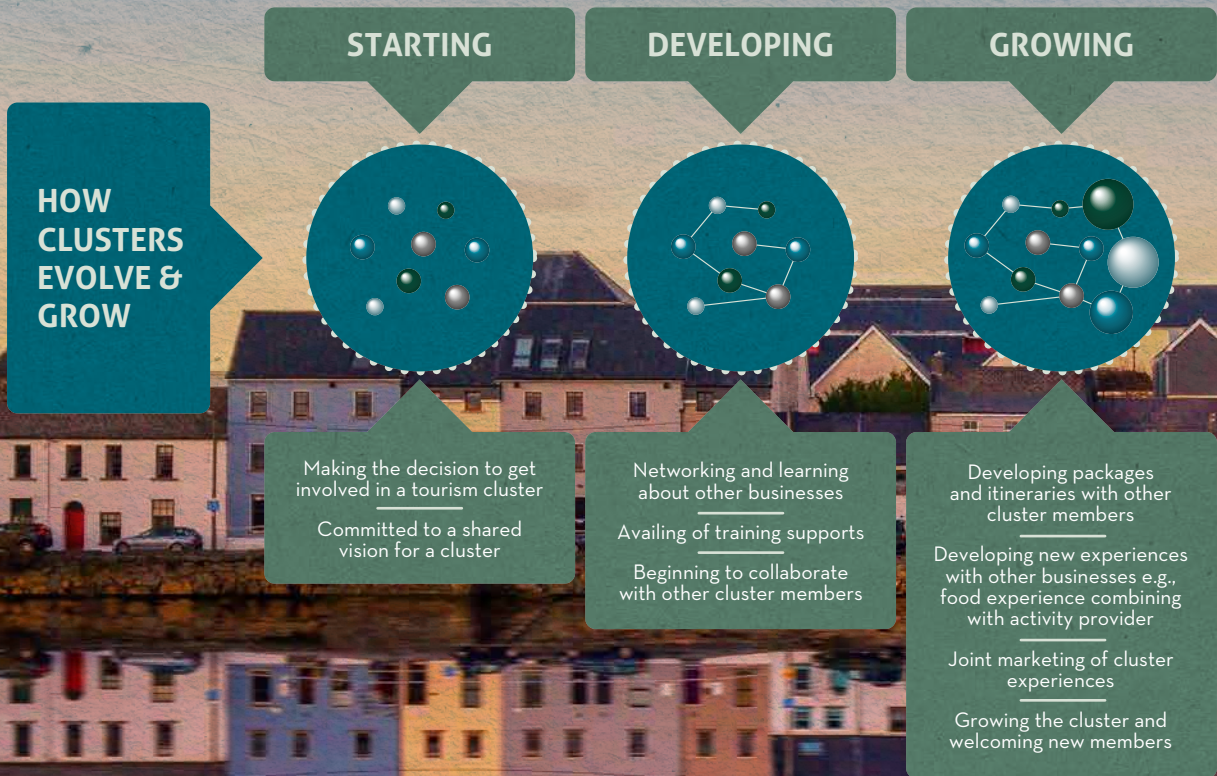 HOW
CLUSTERS
EVOLVE &
GROW
STARTING
Making the decision to get
involved in a tourism cluster
Committed to a shared
vision for a cluster
DEVELOPING
Networking and learning
about other businesses
Availing of training supports
Beginning to collaborate
with other cluster members
GROWING
Developing packages
and itineraries with other
cluster members
Developing new experiences
with other businesses e.g.,
food experience combining
with activity provider
Joint marketing of cluster
experiences
Growing the cluster and
welcoming new members